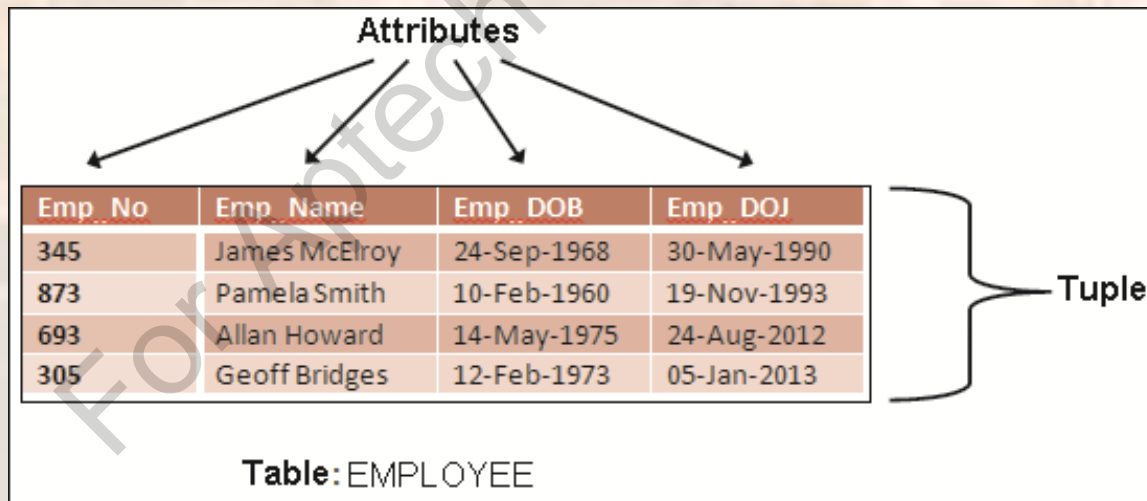 Attributes
Emp_No Emp_Name Emp_DOB Emp_DOJ
345 James McElroy 24-Sep-1968 30-May-1990
873 Pamela Smith 10-Feb-1960 19-Nov-1993
693 Allan Howard 14-May-1975 24-Aug-2012
305 Geoff Bridges 12-Feb-1973 05-Jan-2013
Tuple
Table: EMPLOYEE
For Aptech